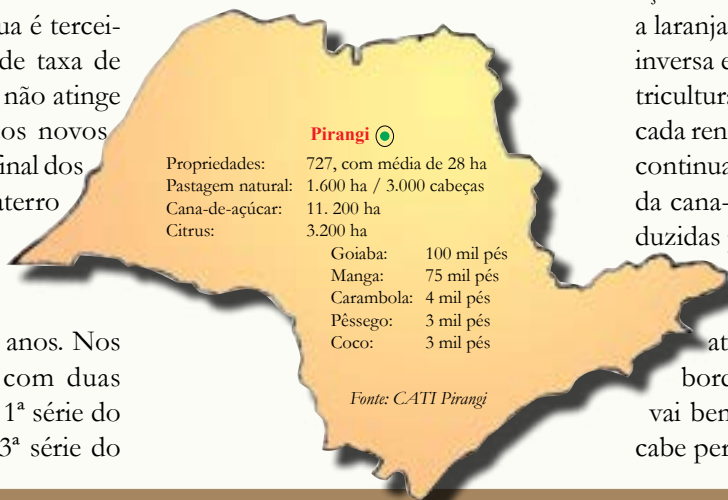 ua é tercei-
de taxa de
não atinge
os novos
inal dos
aterro
anos. Nos
com duas
1ª série do
3ª série do
Pirangi
Propriedades: 727, com média de 28 ha
Pastagem natural: 1.600 ha / 3.000 cabeças
Cana-de-açúcar: 11. 200 ha
Citrus: 3.200 ha
Goiaba: 100 mil pés
Manga: 75 mil pés
Carambola: 4 mil pés
Pêssego: 3 mil pés
Coco: 3 mil pés
Fonte: CATI Pirangi
a laranja
inversa e
tricultura
cada ren
continua
da cana-
duzidas
at
bord
vai ben
cabe per